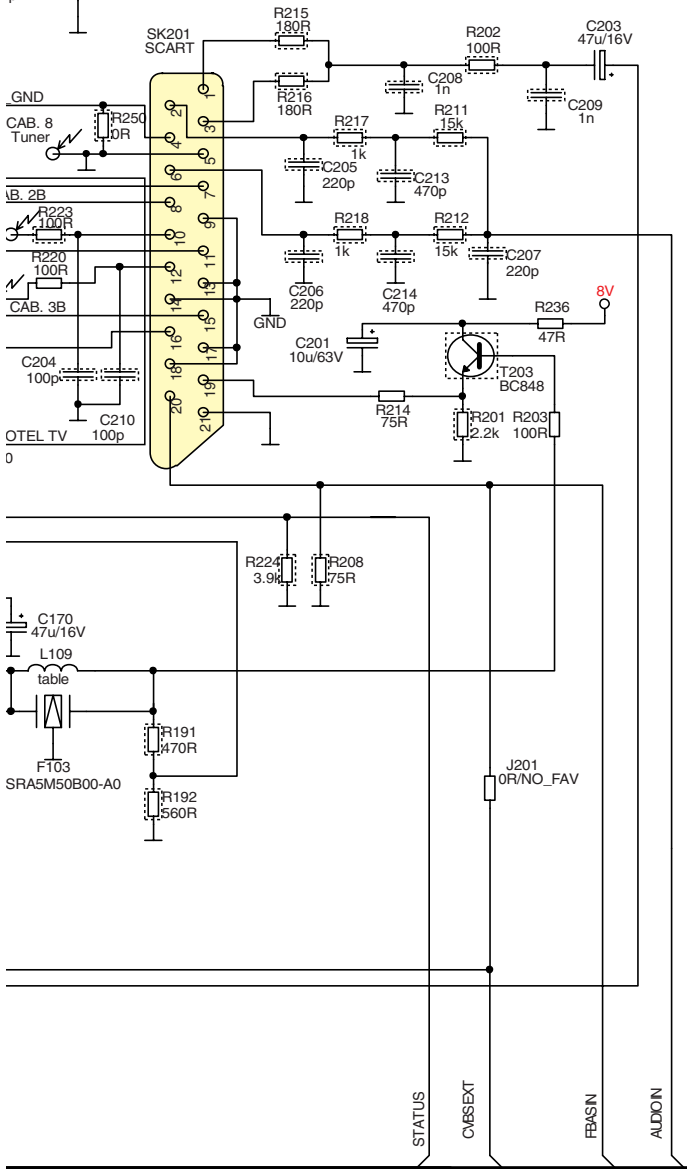 SK201
SCART
R215
180R
R216
180R
R202
100R
C203
47u/16V
C208
1n
C209
1n
GND
R250
0R
CAB. 8
Tuner
R217
1k
R211
15k
C205
220p
C213
470p
AB. 2B
R223
100R
R218
1k
R212
15k
C207
220p
R220
100R
C206
220p
C214
470p
CAB. 3B
GND
8V
R236
47R
C201
10u/63V
T203
BC848
C204
100p
C210
100p
R214
75R
R201
2.2k
R203
100R
OTEL TV
0
1
2
3
4
5
6
7
8
9
10
11
12
13
14
15
16
17
18
19
20
21
R224
3.9k
R208
75R
C170
47u/16V
L109
table
F103
SRA5M50B00-A0
R191
470R
R192
560R
J201
0R/NO_FAV
STATUS
CVBSEXT
FBASIN
AUDIOIN